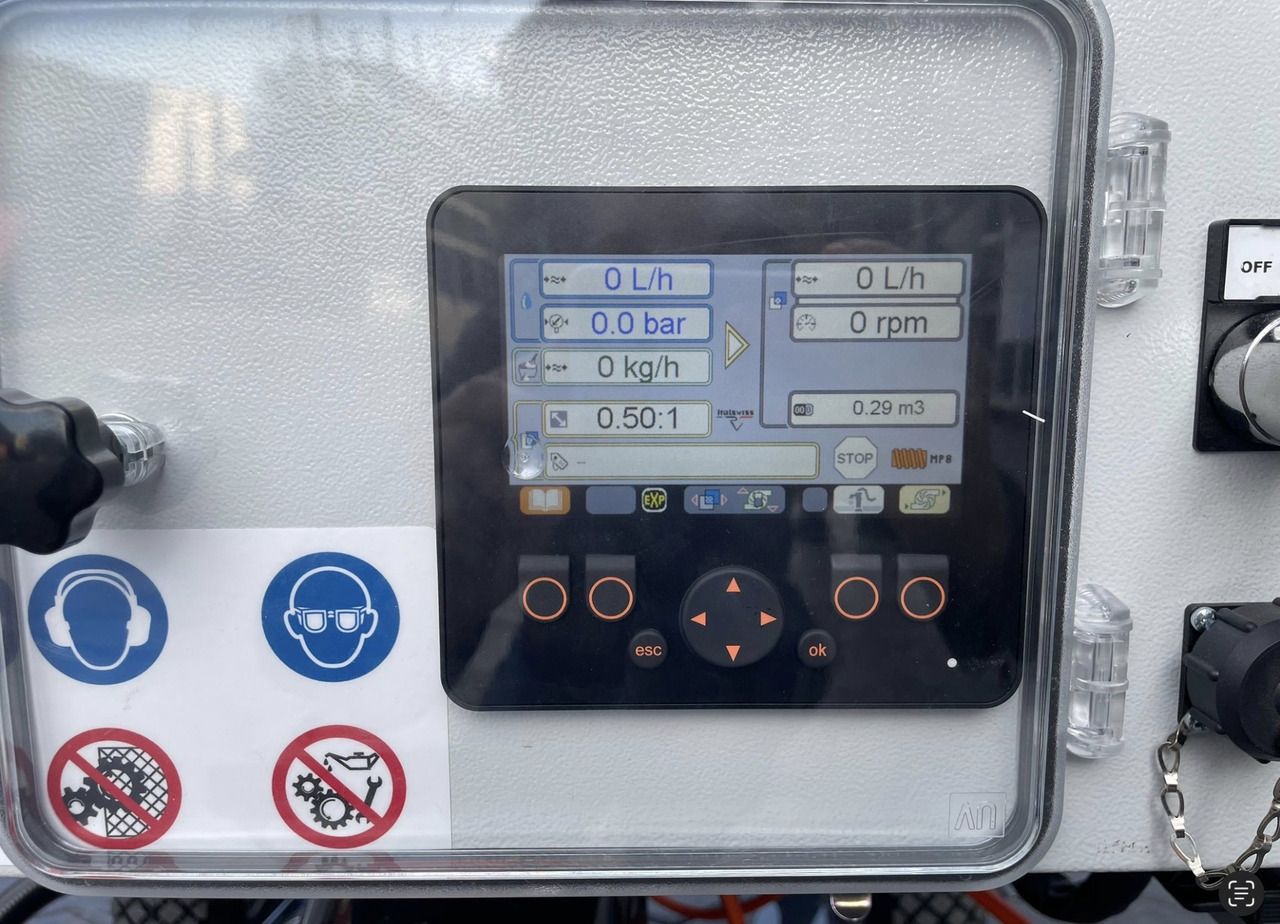 0 L/h
0.0 bar
0 kg/h
0.50:1
--
0 L/h
0 rpm
0.29 m3
italswiss
STOP
MP8
EXP
esc
ok
OFF